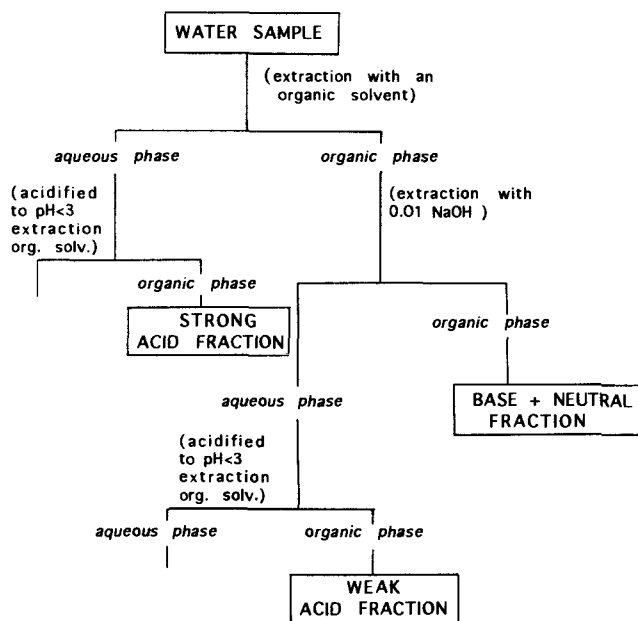 WATER SAMPLE
(extraction with an
organic solvent)
aqueous phase
organic phase
(acidified
to pH<3
extraction
org. solv.)
(extraction with
0.01 NaOH )
organic phase
STRONG
ACID FRACTION
organic phase
BASE + NEUTRAL
FRACTION
aqueous phase
(acidified
to pH<3
extraction
org. solv.)
aqueous phase
organic phase
WEAK
ACID FRACTION